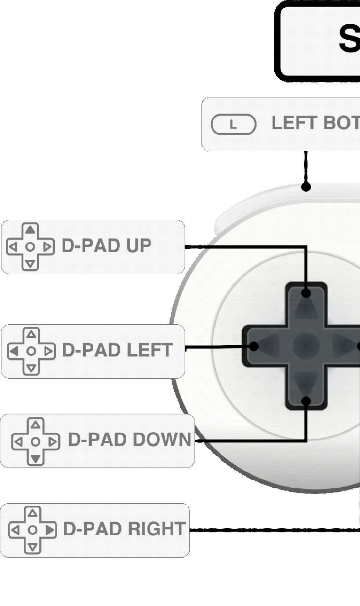 S
L LEFT BOT
D-PAD UP
D-PAD LEFT
D-PAD DOWN
D-PAD RIGHT